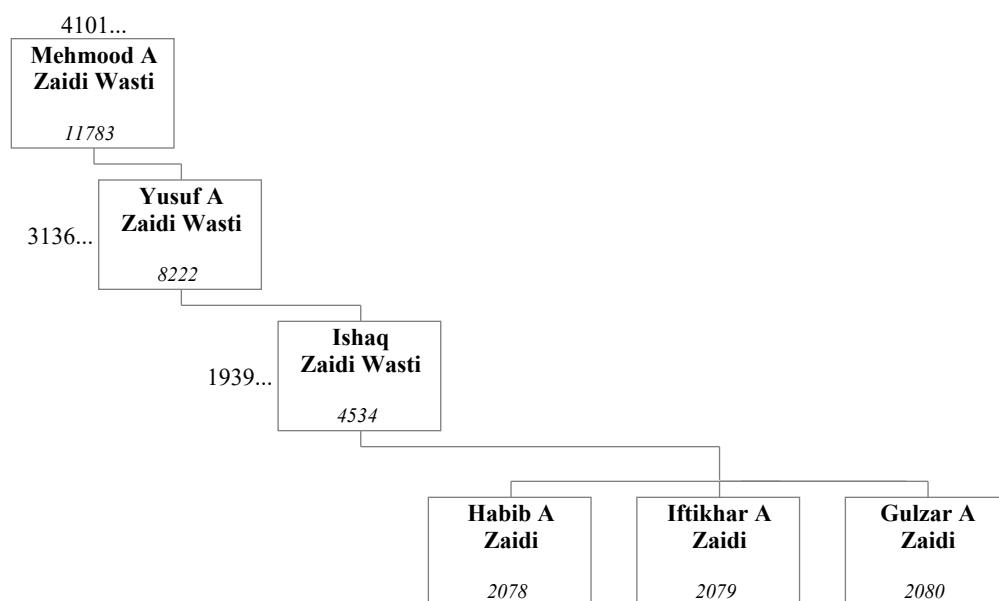 4101...
Mehmood A
Zaidi Wasti
11783
Yusuf A
Zaidi Wasti
3136...
8222
Ishaq
Zaidi Wasti
1939...
4534
Habib A
Zaidi
2078
Iftikhar A
Zaidi
2079
Gulzar A
Zaidi
2080